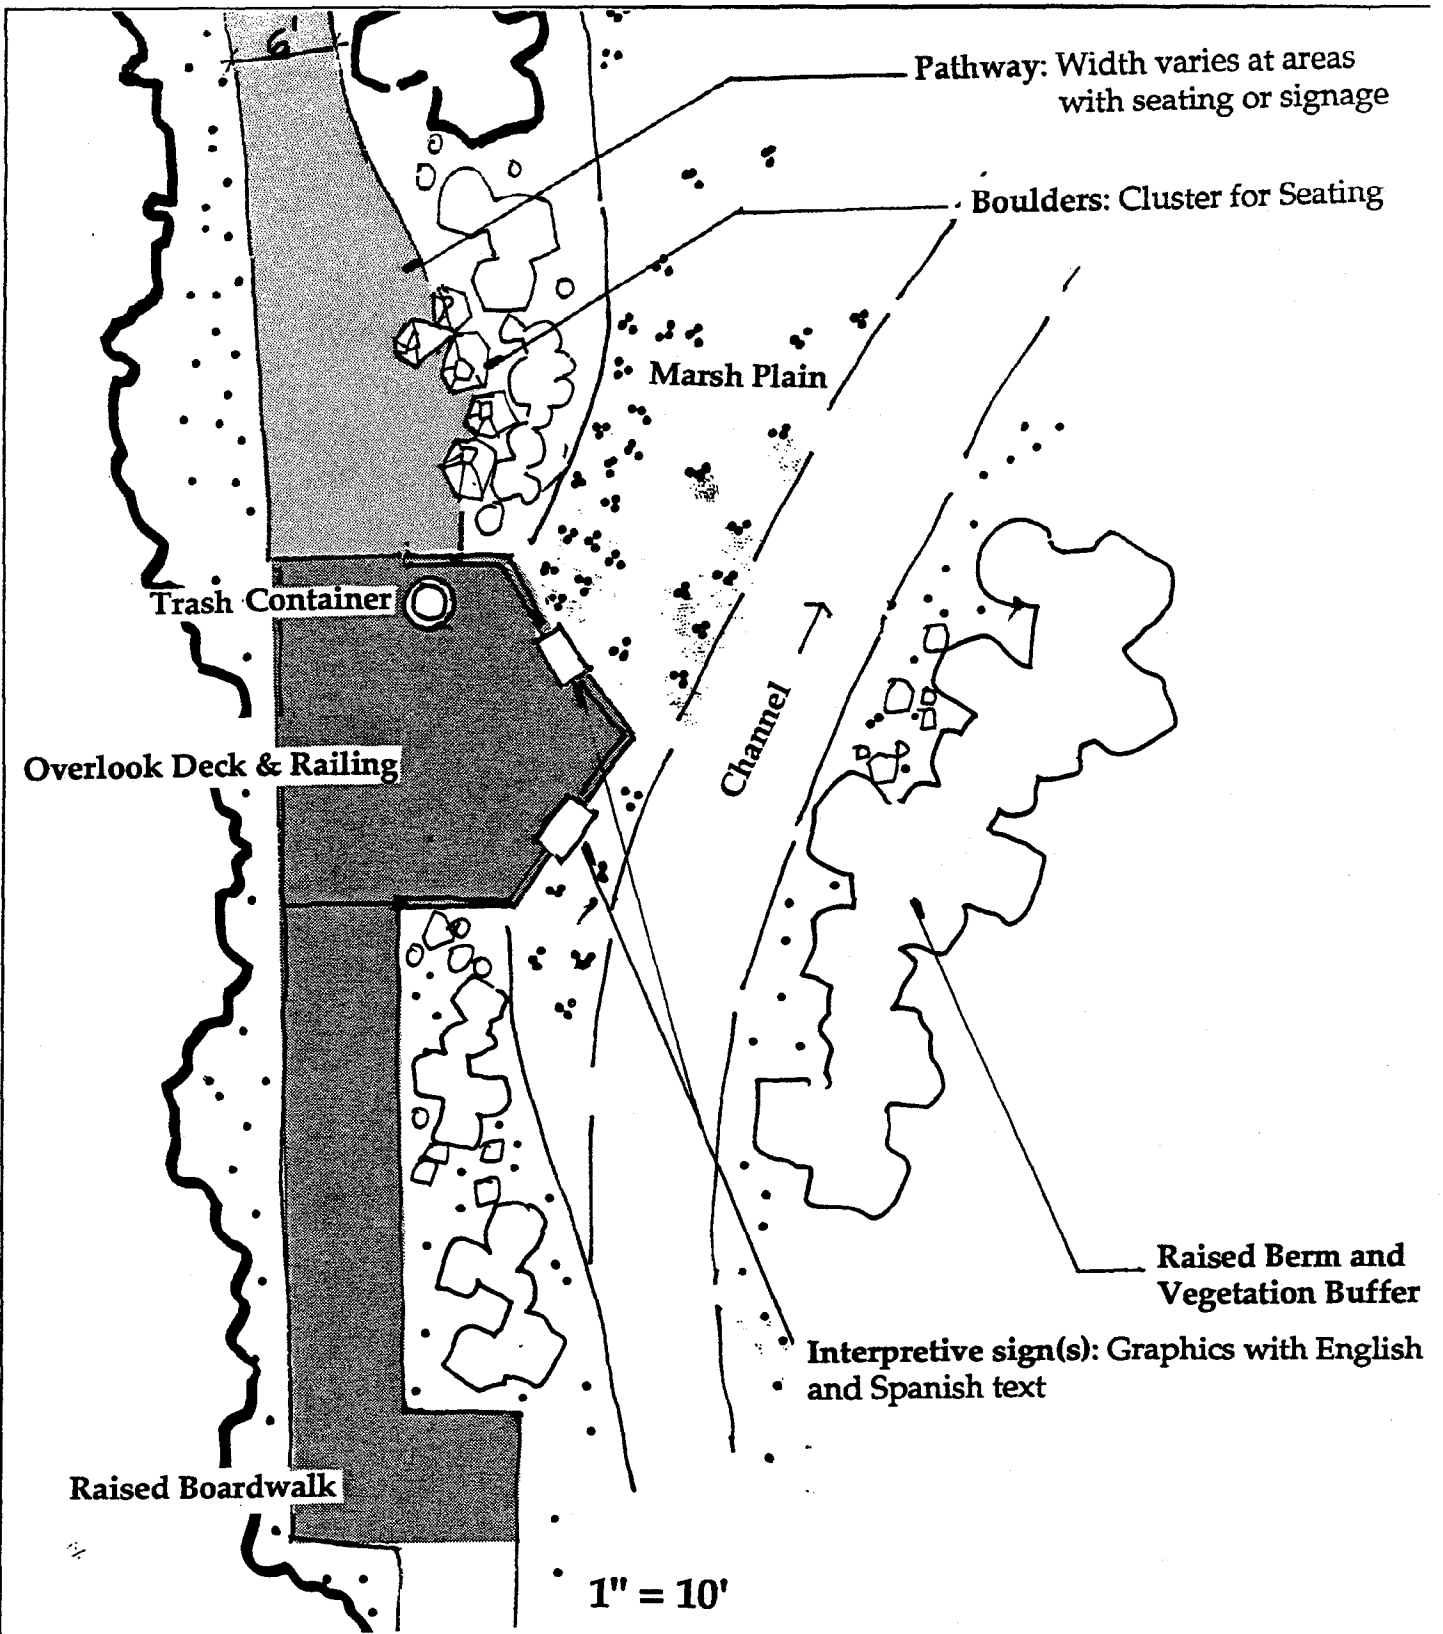 6'
Pathway: Width varies at areas
with seating or signage
Boulders: Cluster for Seating
Marsh Plain
Trash Container
Channel
Overlook Deck & Railing
Raised Berm and
Vegetation Buffer
Interpretive sign(s): Graphics with English
and Spanish text
Raised Boardwalk
1" = 10'